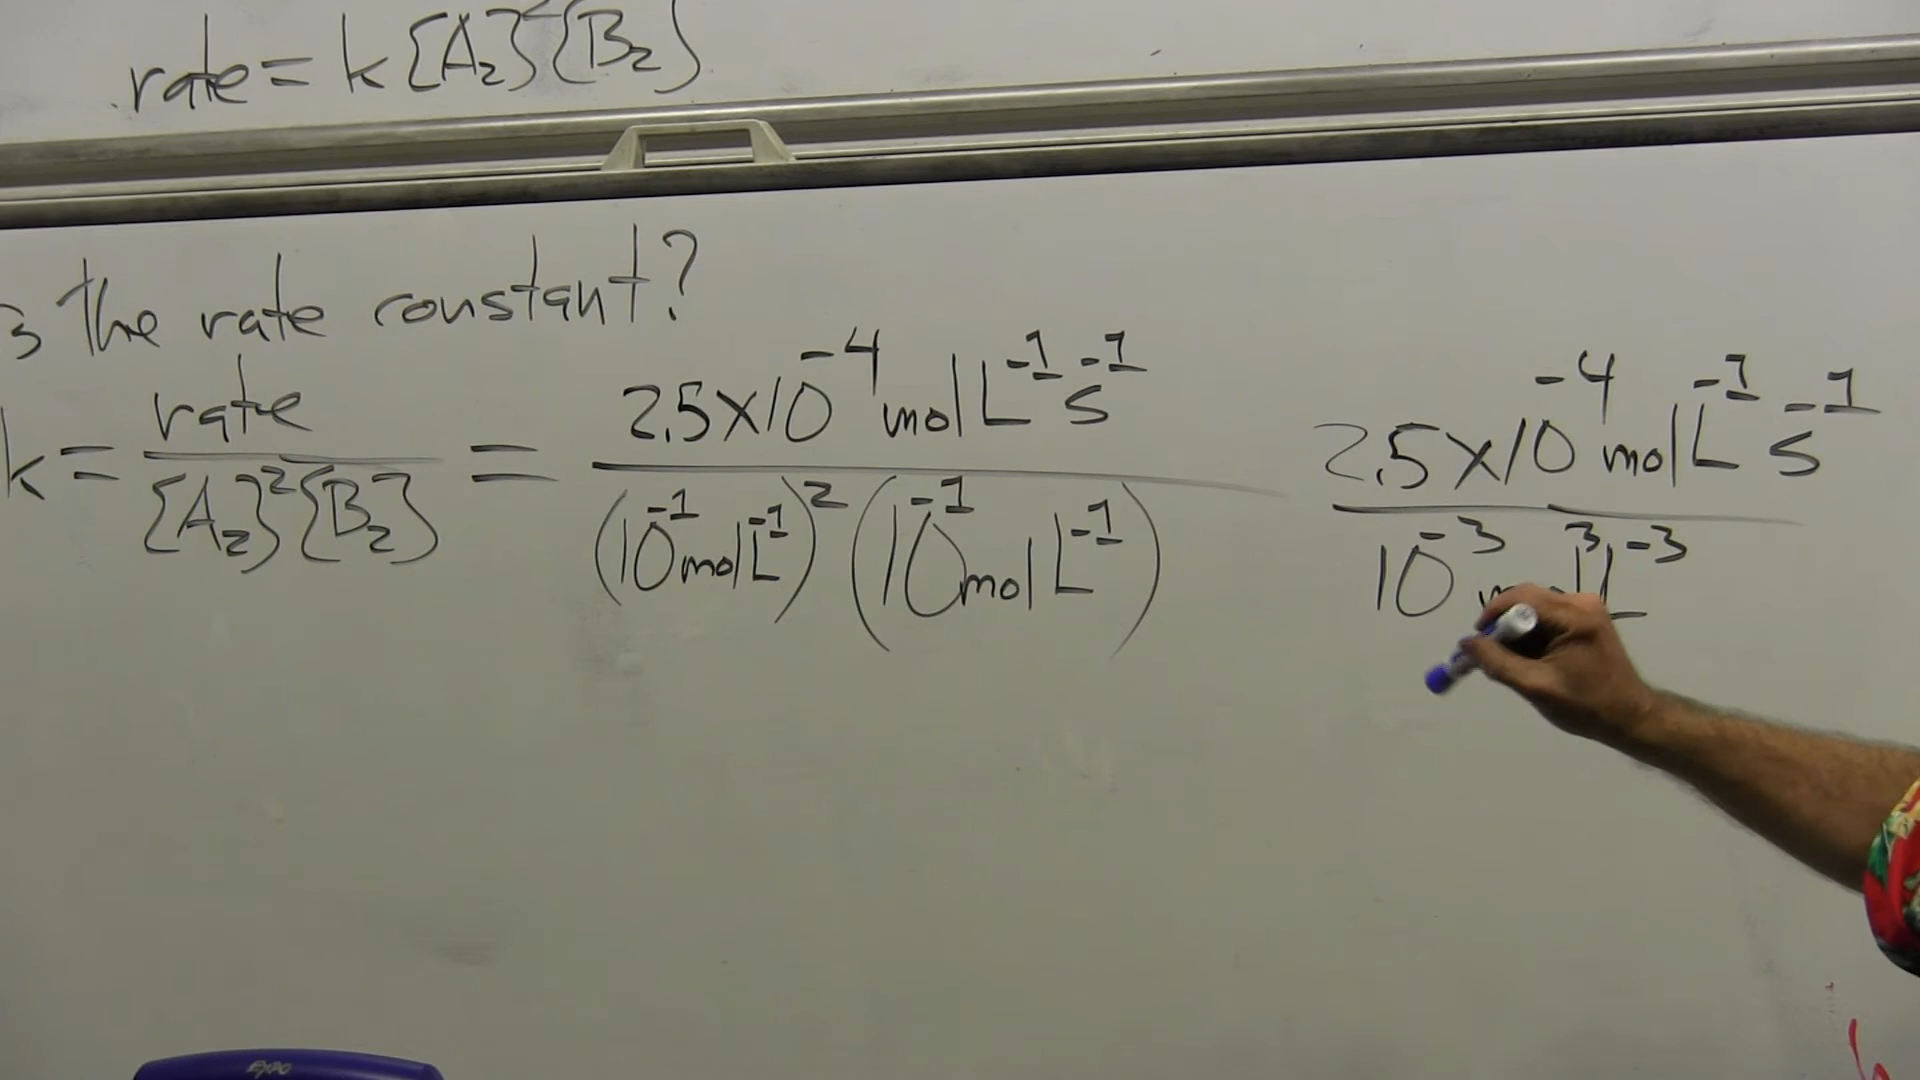 rate = k{A₂}²{B₂}
s the rate constant?
k = rate / {A₂}²{B₂} = 2.5×10⁻⁴ mol L⁻¹ s⁻¹ / (10⁻¹ mol L⁻¹)² (10⁻¹ mol L⁻¹) 2.5×10⁻⁴ mol L⁻¹ s⁻¹ / 10⁻³ mol³ L⁻³
EXPO